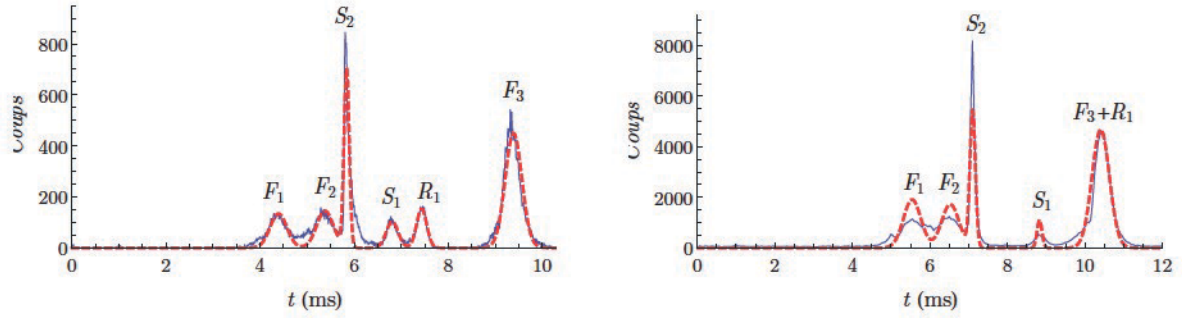 S₂
800
600
400
200
0
Coups
F₁
F₂
S₁
R₁
F₃
0 2 4 6 8 10
t (ms)
S₂
8000
6000
4000
2000
0
Coups
F₁
F₂
S₁
F₃+R₁
0 2 4 6 8 10 12
t (ms)